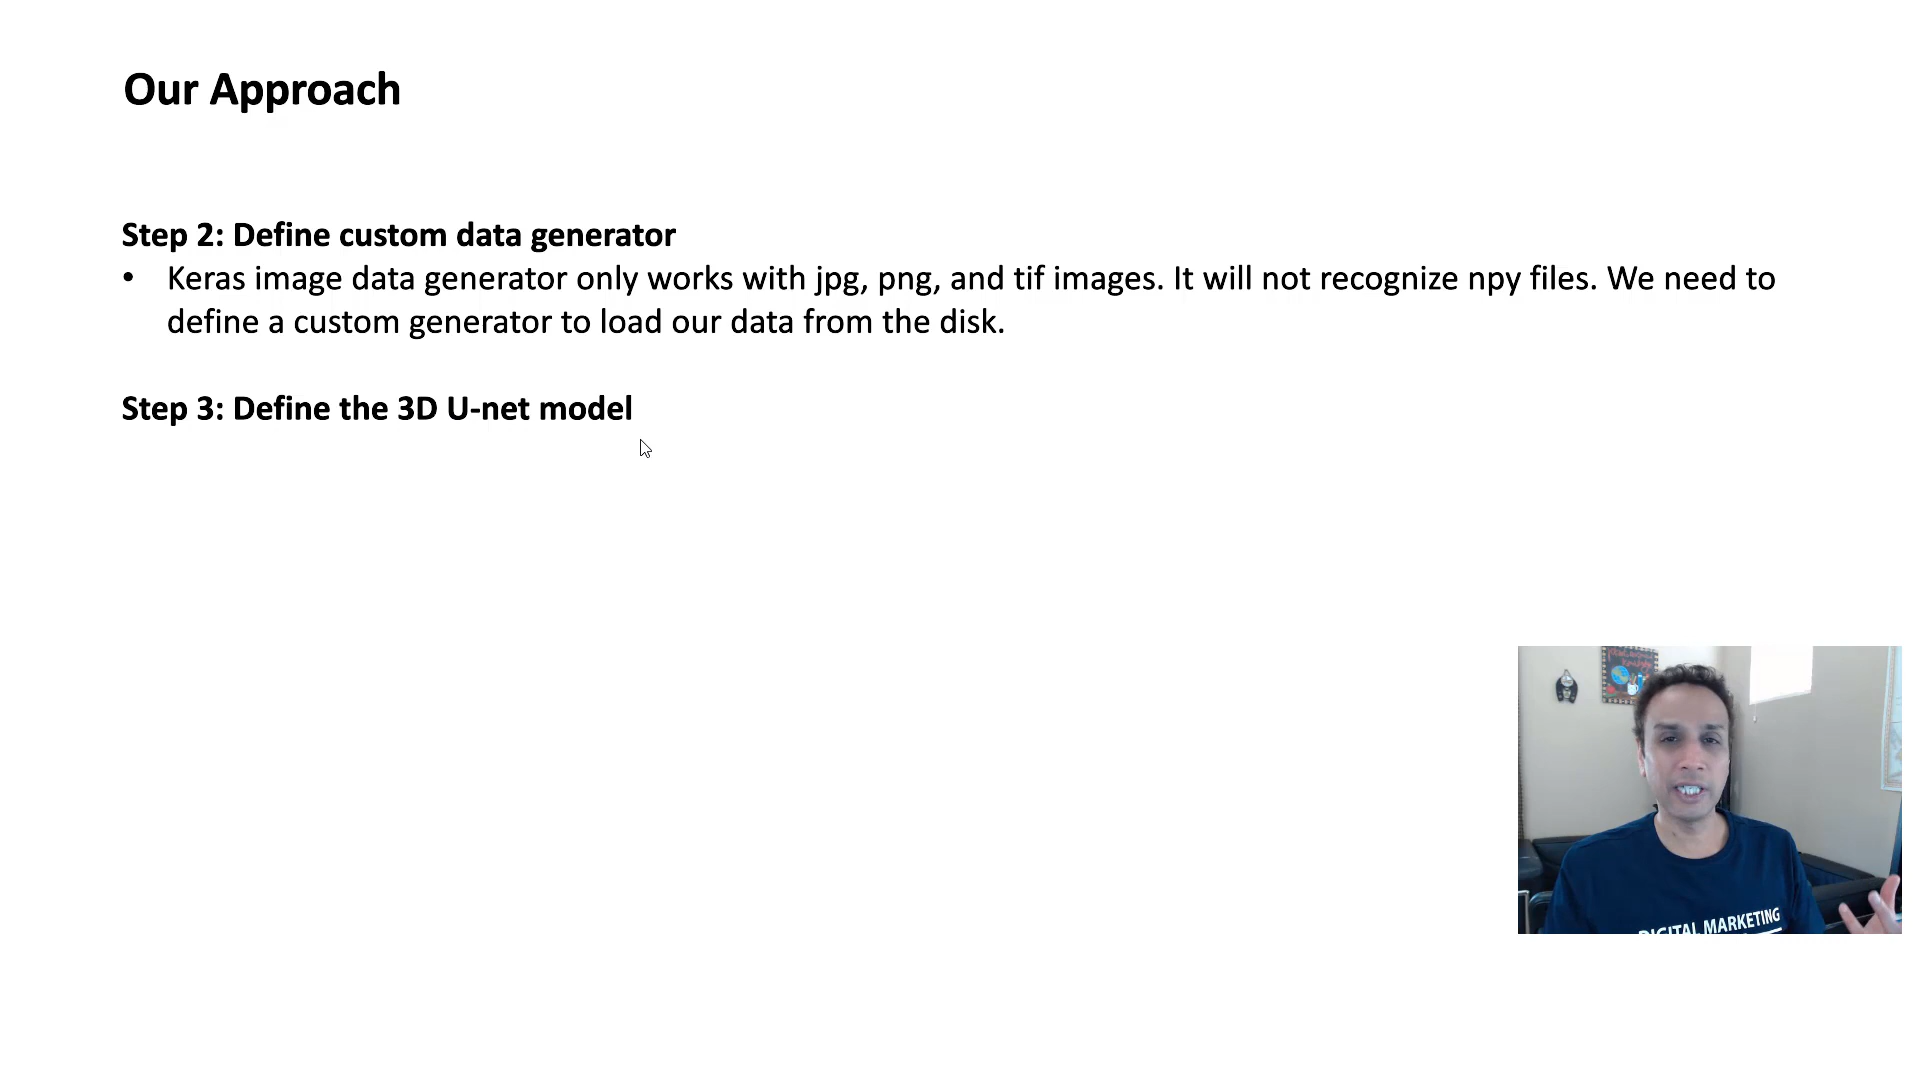 Our Approach
Step 2: Define custom data generator
• Keras image data generator only works with jpg, png, and tif images. It will not recognize npy files. We need to
define a custom generator to load our data from the disk.
Step 3: Define the 3D U-net model
DIGITAL MARKETING